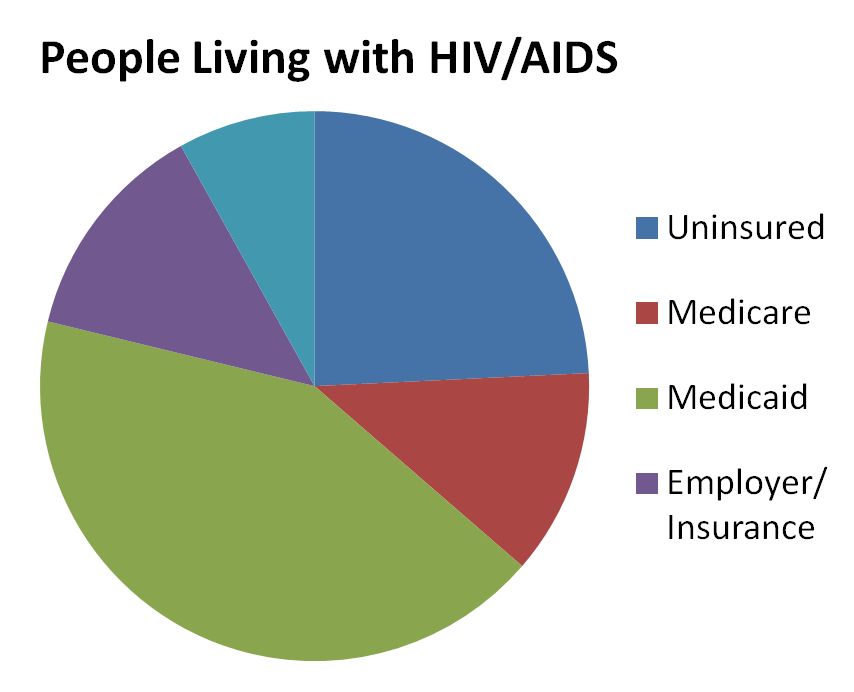 People Living with HIV/AIDS
Uninsured
Medicare
Medicaid
Employer/
Insurance